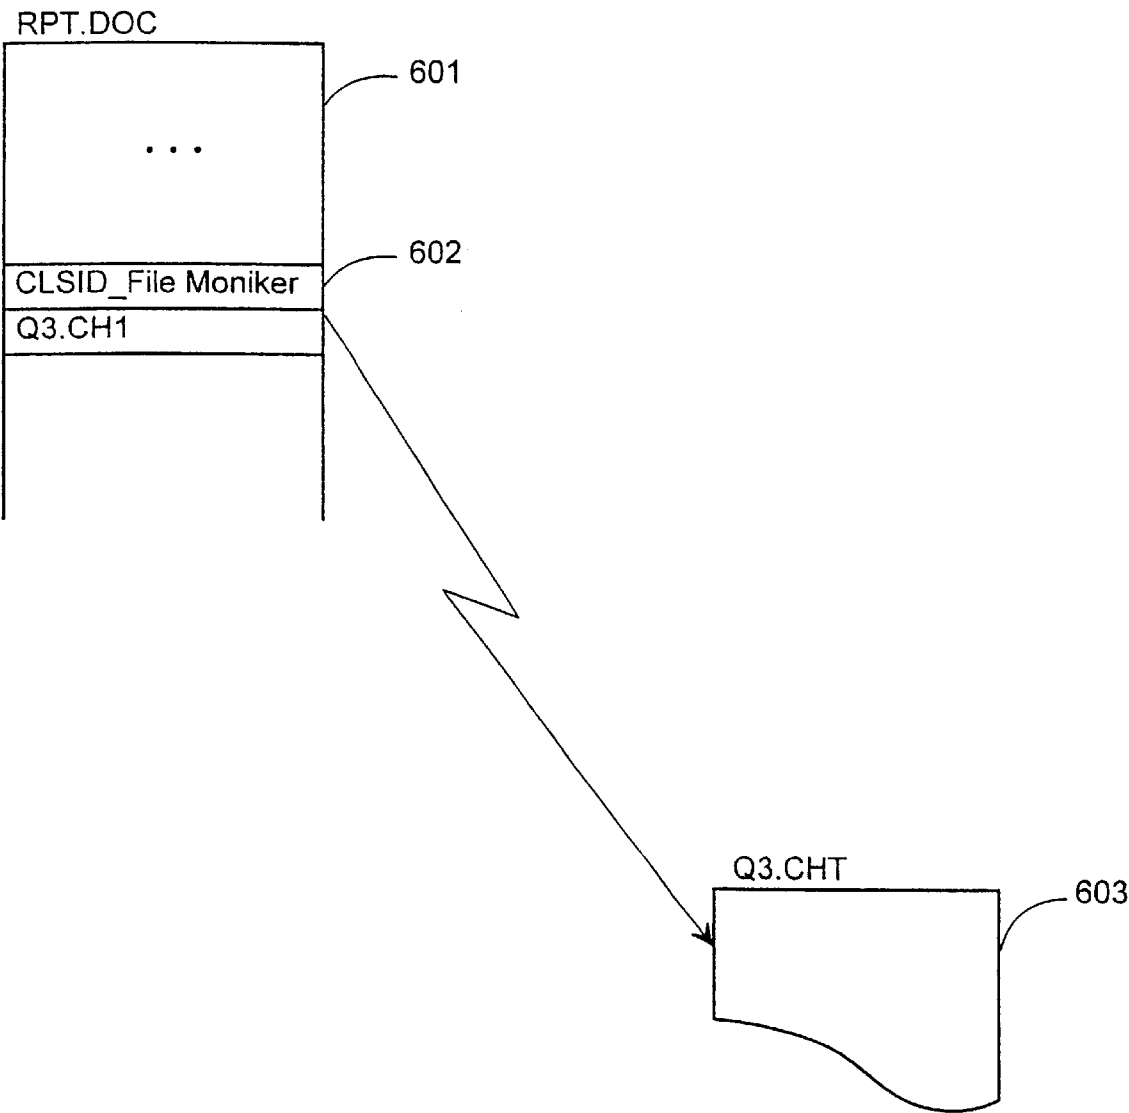 RPT.DOC
601
. . .
602
CLSID_File Moniker
Q3.CH1
Q3.CHT
603